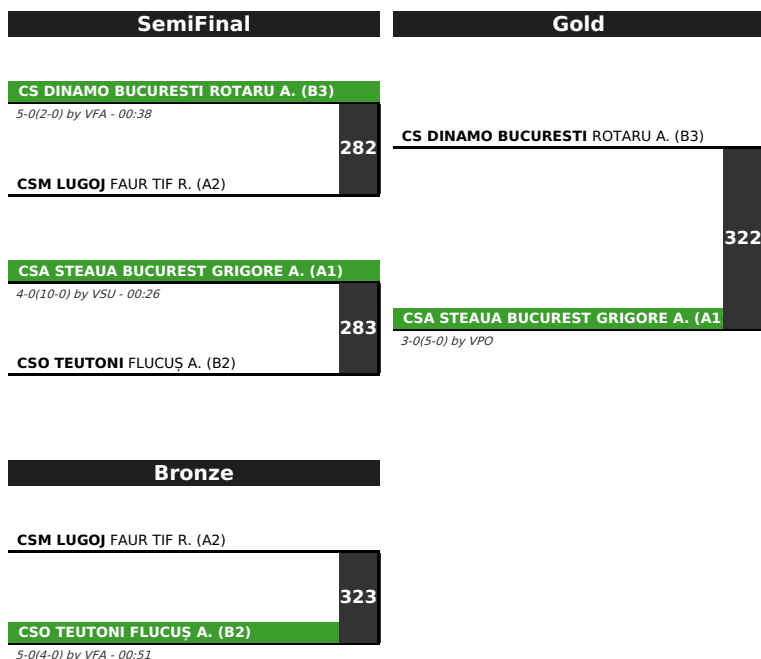 SemiFinal
CS DINAMO BUCURESTI ROTARU A. (B3)
5-0(2-0) by VFA - 00:38
282
CSM LUGOJ FAUR TIF R. (A2)
CSA STEAUA BUCUREST GRIGORE A. (A1)
4-0(10-0) by VSU - 00:26
283
CSO TEUTONI FLUCUȘ A. (B2)
Gold
CS DINAMO BUCURESTI ROTARU A. (B3)
322
CSA STEAUA BUCUREST GRIGORE A. (A1
3-0(5-0) by VPO
Bronze
CSM LUGOJ FAUR TIF R. (A2)
323
CSO TEUTONI FLUCUȘ A. (B2)
5-0(4-0) by VFA - 00:51